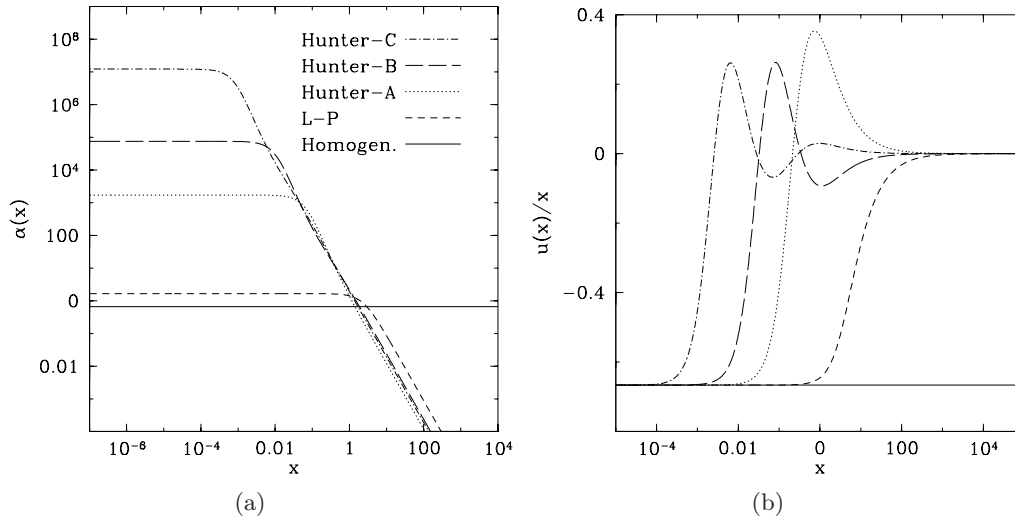 10⁸
10⁶
10⁴
100
0
0.01
α(x)
Hunter−C
Hunter−B
Hunter−A
L−P
Homogen.
10⁻⁶
10⁻⁴
0.01
1
100
10⁴
x
(a)
0.4
0
−0.4
u(x)/x
10⁻⁴
0.01
0
100
10⁴
x
(b)